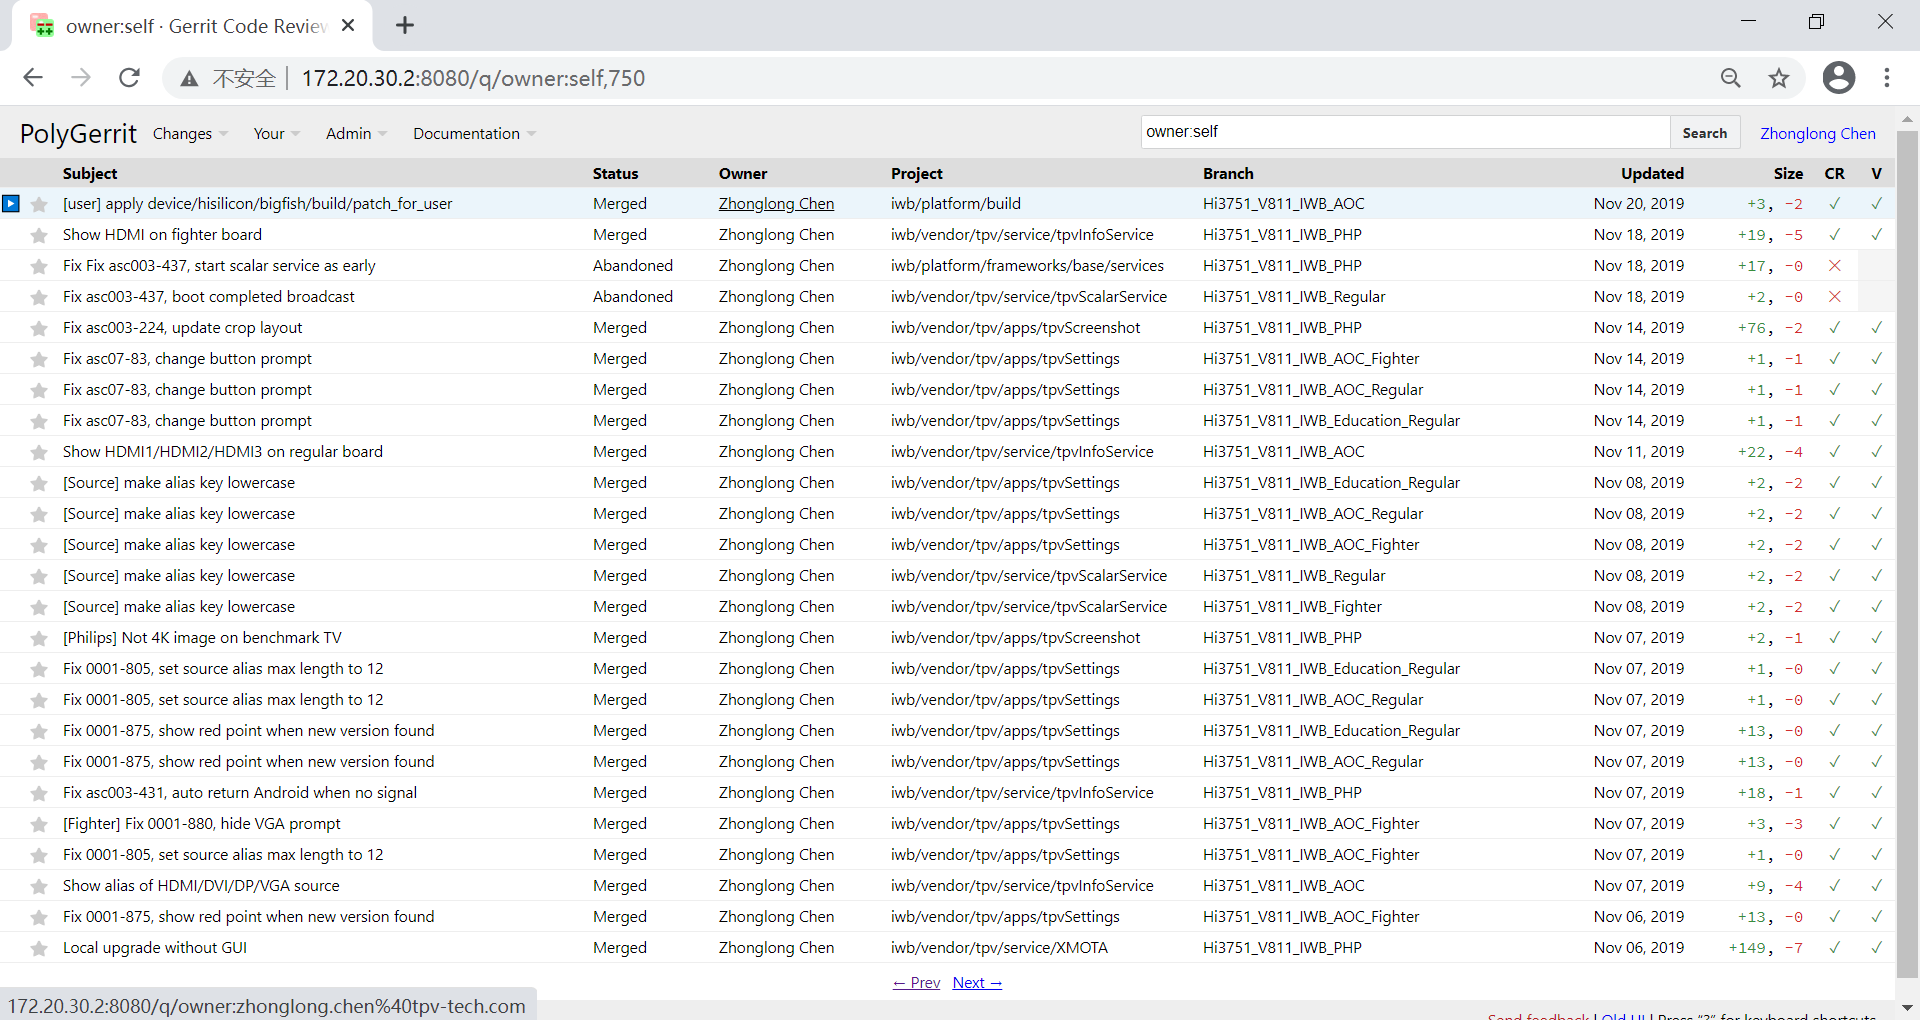 owner:self · Gerrit Code Review
不安全 172.20.30.2:8080/q/owner:self,750
PolyGerrit Changes Your Admin Documentation owner:self Search Zhonglong Chen
Subject Status Owner Project Branch Updated Size CR V
[user] apply device/hisilicon/bigfish/build/patch_for_user Merged Zhonglong Chen iwb/platform/build Hi3751_V811_IWB_AOC Nov 20, 2019 +3, -2 ✓ ✓
Show HDMI on fighter board Merged Zhonglong Chen iwb/vendor/tpv/service/tpvInfoService Hi3751_V811_IWB_PHP Nov 18, 2019 +19, -5 ✓ ✓
Fix Fix asc003-437, start scalar service as early Abandoned Zhonglong Chen iwb/platform/frameworks/base/services Hi3751_V811_IWB_PHP Nov 18, 2019 +17, -0 ✕
Fix asc003-437, boot completed broadcast Abandoned Zhonglong Chen iwb/vendor/tpv/service/tpvScalarService Hi3751_V811_IWB_Regular Nov 18, 2019 +2, -0 ✕
Fix asc003-224, update crop layout Merged Zhonglong Chen iwb/vendor/tpv/apps/tpvScreenshot Hi3751_V811_IWB_PHP Nov 14, 2019 +76, -2 ✓ ✓
Fix asc07-83, change button prompt Merged Zhonglong Chen iwb/vendor/tpv/apps/tpvSettings Hi3751_V811_IWB_AOC_Fighter Nov 14, 2019 +1, -1 ✓ ✓
Fix asc07-83, change button prompt Merged Zhonglong Chen iwb/vendor/tpv/apps/tpvSettings Hi3751_V811_IWB_AOC_Regular Nov 14, 2019 +1, -1 ✓ ✓
Fix asc07-83, change button prompt Merged Zhonglong Chen iwb/vendor/tpv/apps/tpvSettings Hi3751_V811_IWB_Education_Regular Nov 14, 2019 +1, -1 ✓ ✓
Show HDMI1/HDMI2/HDMI3 on regular board Merged Zhonglong Chen iwb/vendor/tpv/service/tpvInfoService Hi3751_V811_IWB_AOC Nov 11, 2019 +22, -4 ✓ ✓
[Source] make alias key lowercase Merged Zhonglong Chen iwb/vendor/tpv/apps/tpvSettings Hi3751_V811_IWB_Education_Regular Nov 08, 2019 +2, -2 ✓ ✓
[Source] make alias key lowercase Merged Zhonglong Chen iwb/vendor/tpv/apps/tpvSettings Hi3751_V811_IWB_AOC_Regular Nov 08, 2019 +2, -2 ✓ ✓
[Source] make alias key lowercase Merged Zhonglong Chen iwb/vendor/tpv/apps/tpvSettings Hi3751_V811_IWB_AOC_Fighter Nov 08, 2019 +2, -2 ✓ ✓
[Source] make alias key lowercase Merged Zhonglong Chen iwb/vendor/tpv/service/tpvScalarService Hi3751_V811_IWB_Regular Nov 08, 2019 +2, -2 ✓ ✓
[Source] make alias key lowercase Merged Zhonglong Chen iwb/vendor/tpv/service/tpvScalarService Hi3751_V811_IWB_Fighter Nov 08, 2019 +2, -2 ✓ ✓
[Philips] Not 4K image on benchmark TV Merged Zhonglong Chen iwb/vendor/tpv/apps/tpvScreenshot Hi3751_V811_IWB_PHP Nov 07, 2019 +2, -1 ✓ ✓
Fix 0001-805, set source alias max length to 12 Merged Zhonglong Chen iwb/vendor/tpv/apps/tpvSettings Hi3751_V811_IWB_Education_Regular Nov 07, 2019 +1, -0 ✓ ✓
Fix 0001-805, set source alias max length to 12 Merged Zhonglong Chen iwb/vendor/tpv/apps/tpvSettings Hi3751_V811_IWB_AOC_Regular Nov 07, 2019 +1, -0 ✓ ✓
Fix 0001-875, show red point when new version found Merged Zhonglong Chen iwb/vendor/tpv/apps/tpvSettings Hi3751_V811_IWB_Education_Regular Nov 07, 2019 +13, -0 ✓ ✓
Fix 0001-875, show red point when new version found Merged Zhonglong Chen iwb/vendor/tpv/apps/tpvSettings Hi3751_V811_IWB_AOC_Regular Nov 07, 2019 +13, -0 ✓ ✓
Fix asc003-431, auto return Android when no signal Merged Zhonglong Chen iwb/vendor/tpv/service/tpvInfoService Hi3751_V811_IWB_PHP Nov 07, 2019 +18, -1 ✓ ✓
[Fighter] Fix 0001-880, hide VGA prompt Merged Zhonglong Chen iwb/vendor/tpv/apps/tpvSettings Hi3751_V811_IWB_AOC_Fighter Nov 07, 2019 +3, -3 ✓ ✓
Fix 0001-805, set source alias max length to 12 Merged Zhonglong Chen iwb/vendor/tpv/apps/tpvSettings Hi3751_V811_IWB_AOC_Fighter Nov 07, 2019 +1, -0 ✓ ✓
Show alias of HDMI/DVI/DP/VGA source Merged Zhonglong Chen iwb/vendor/tpv/service/tpvInfoService Hi3751_V811_IWB_AOC Nov 07, 2019 +9, -4 ✓ ✓
Fix 0001-875, show red point when new version found Merged Zhonglong Chen iwb/vendor/tpv/apps/tpvSettings Hi3751_V811_IWB_AOC_Fighter Nov 06, 2019 +13, -0 ✓ ✓
Local upgrade without GUI Merged Zhonglong Chen iwb/vendor/tpv/service/XMOTA Hi3751_V811_IWB_PHP Nov 06, 2019 +149, -7 ✓ ✓
← Prev Next →
172.20.30.2:8080/q/owner:zhonglong.chen%40tpv-tech.com
Send feedback | Old UI | Press “?” for keyboard shortcuts